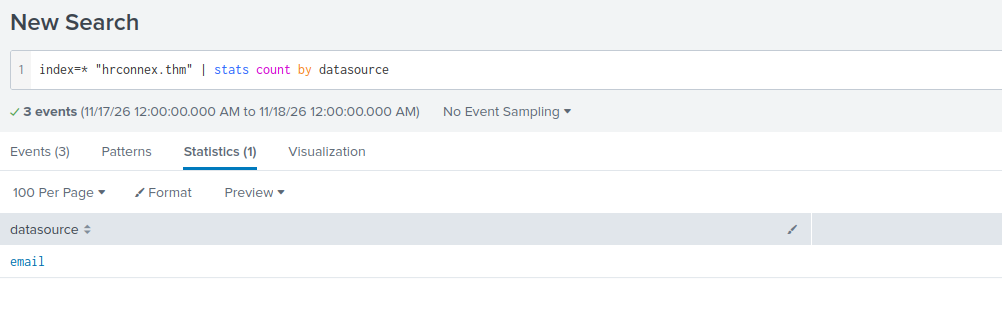 New Search
1 index=* "hrconnex.thm" | stats count by datasource
3 events (11/17/26 12:00:00.000 AM to 11/18/26 12:00:00.000 AM) No Event Sampling
Events (3) Patterns Statistics (1) Visualization
100 Per Page Format Preview
datasource
email